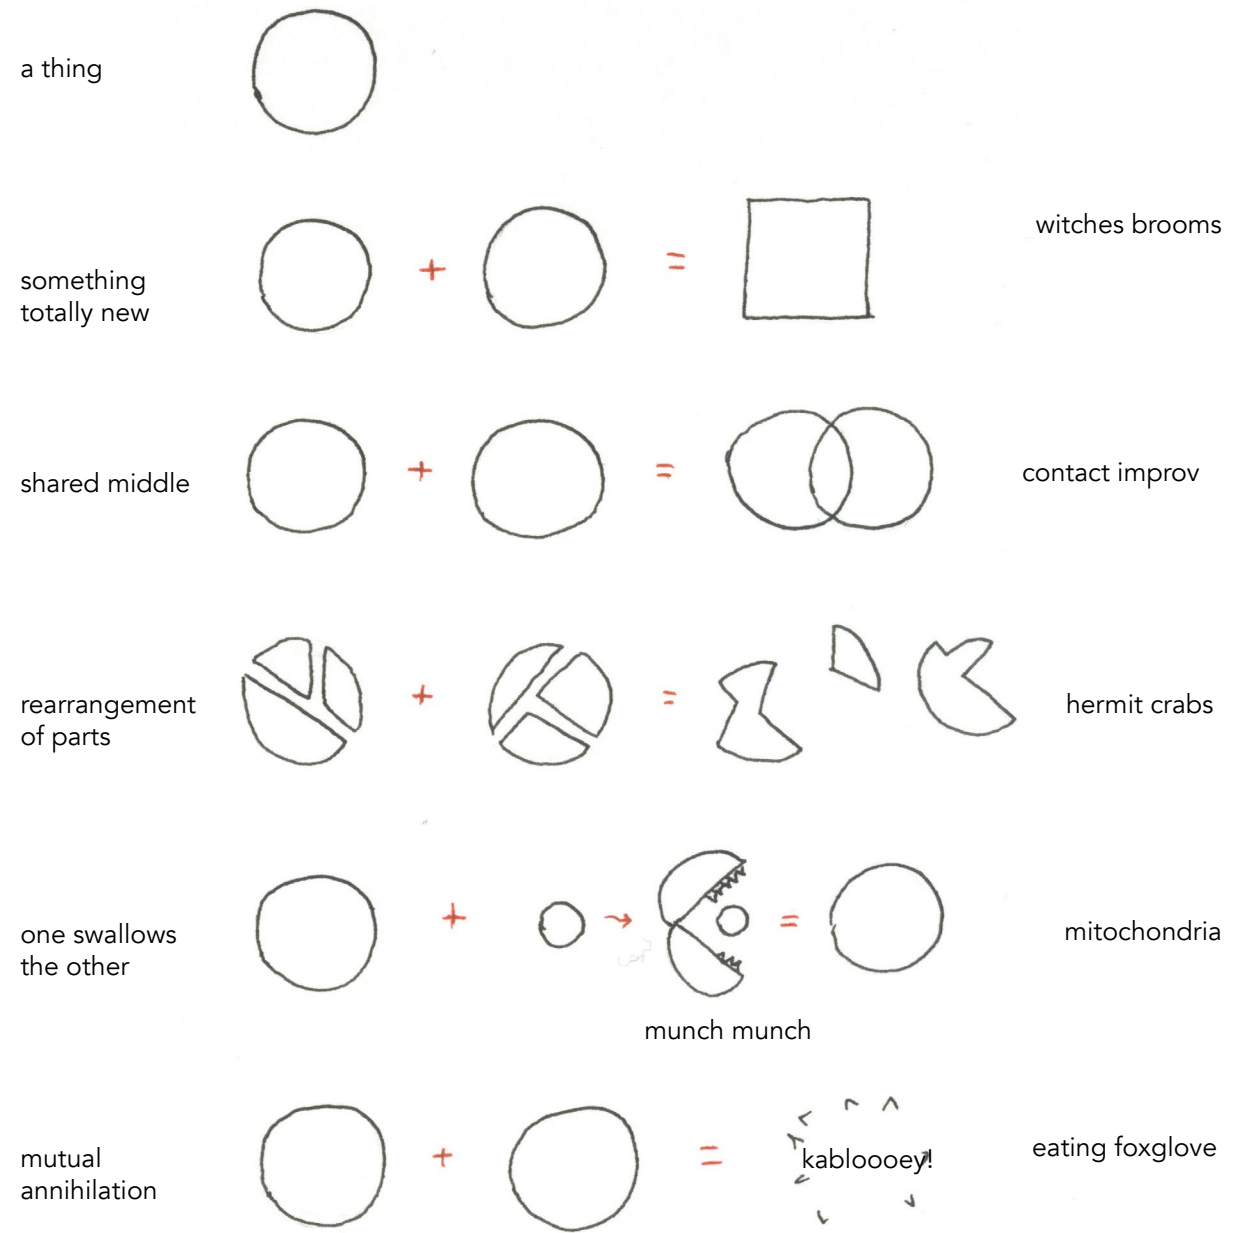 a thing
witches brooms
something
totally new
+
=
shared middle
+
=
contact improv
rearrangement
of parts
+
=
hermit crabs
one swallows
the other
+
=
mitochondria
munch munch
mutual
annihilation
+
=
kabloooey!
eating foxglove